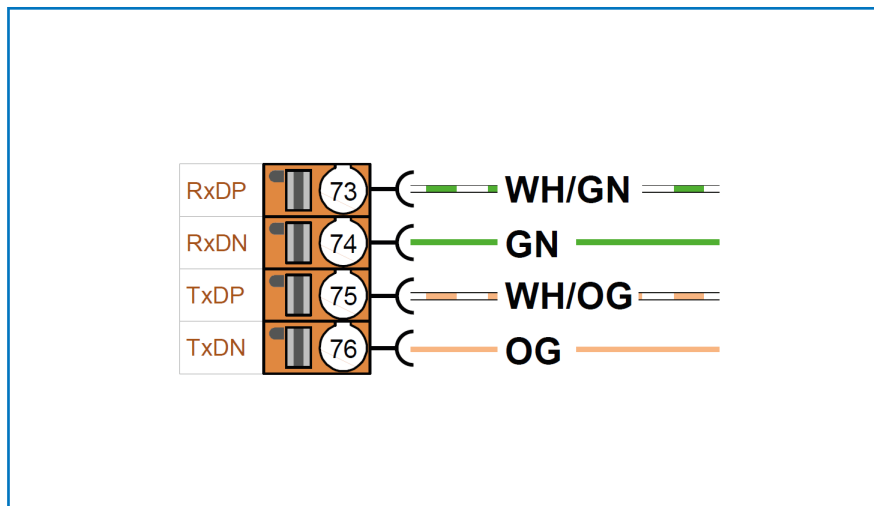 RxDP 73 WH/GN
RxDN 74 GN
TxDP 75 WH/OG
TxDN 76 OG